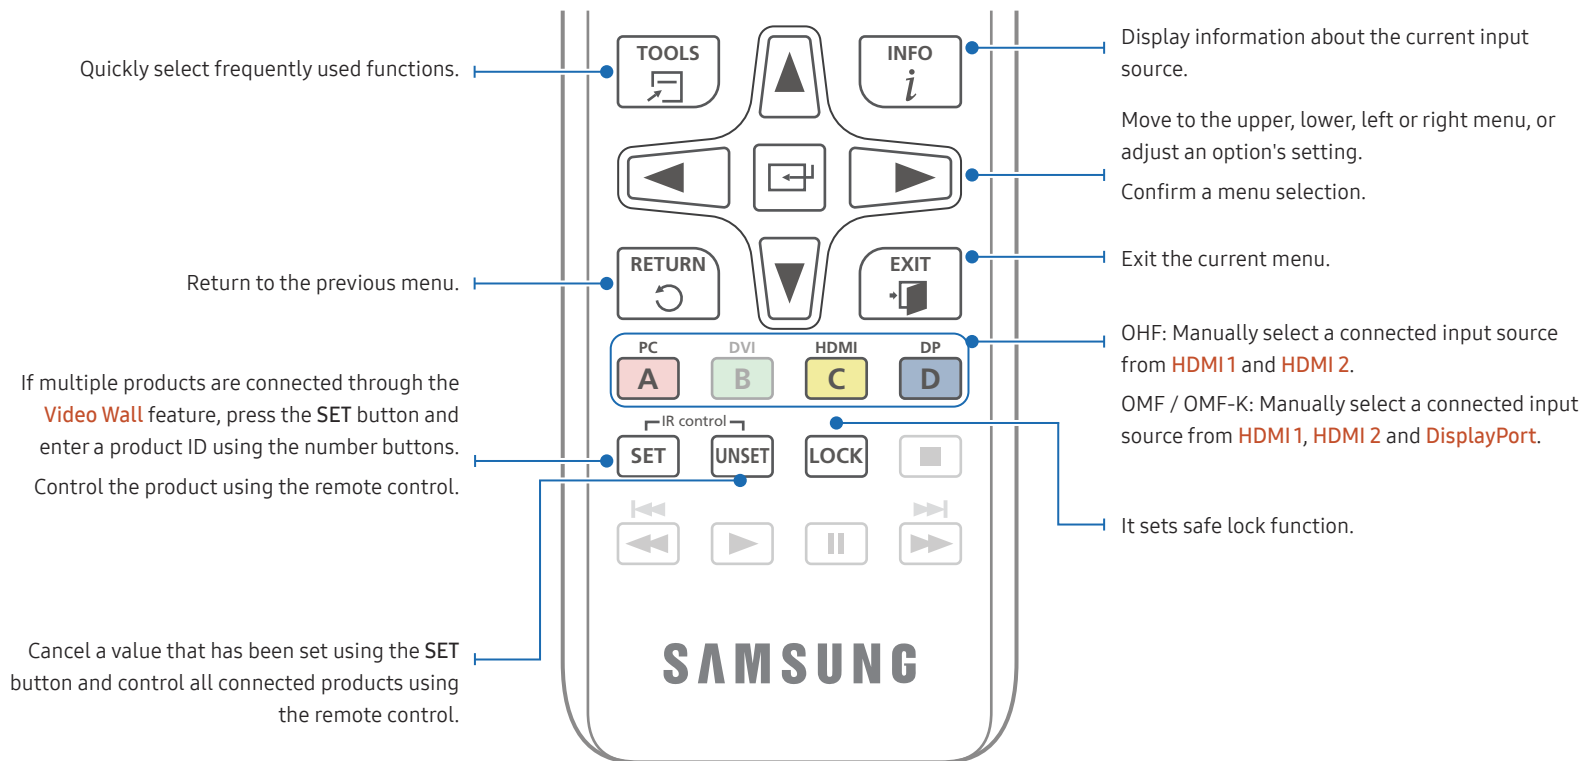 Quickly select frequently used functions.
Return to the previous menu.
If multiple products are connected through the
Video Wall feature, press the SET button and
enter a product ID using the number buttons.
Control the product using the remote control.
Cancel a value that has been set using the SET
button and control all connected products using
the remote control.
TOOLS
INFO
i
RETURN
EXIT
PC DVI HDMI DP
A B C D
IR control
SET UNSET LOCK
SAMSUNG
Display information about the current input
source.
Move to the upper, lower, left or right menu, or
adjust an option's setting.
Confirm a menu selection.
Exit the current menu.
OHF: Manually select a connected input source
from HDMI 1 and HDMI 2.
OMF / OMF-K: Manually select a connected input
source from HDMI 1, HDMI 2 and DisplayPort.
It sets safe lock function.